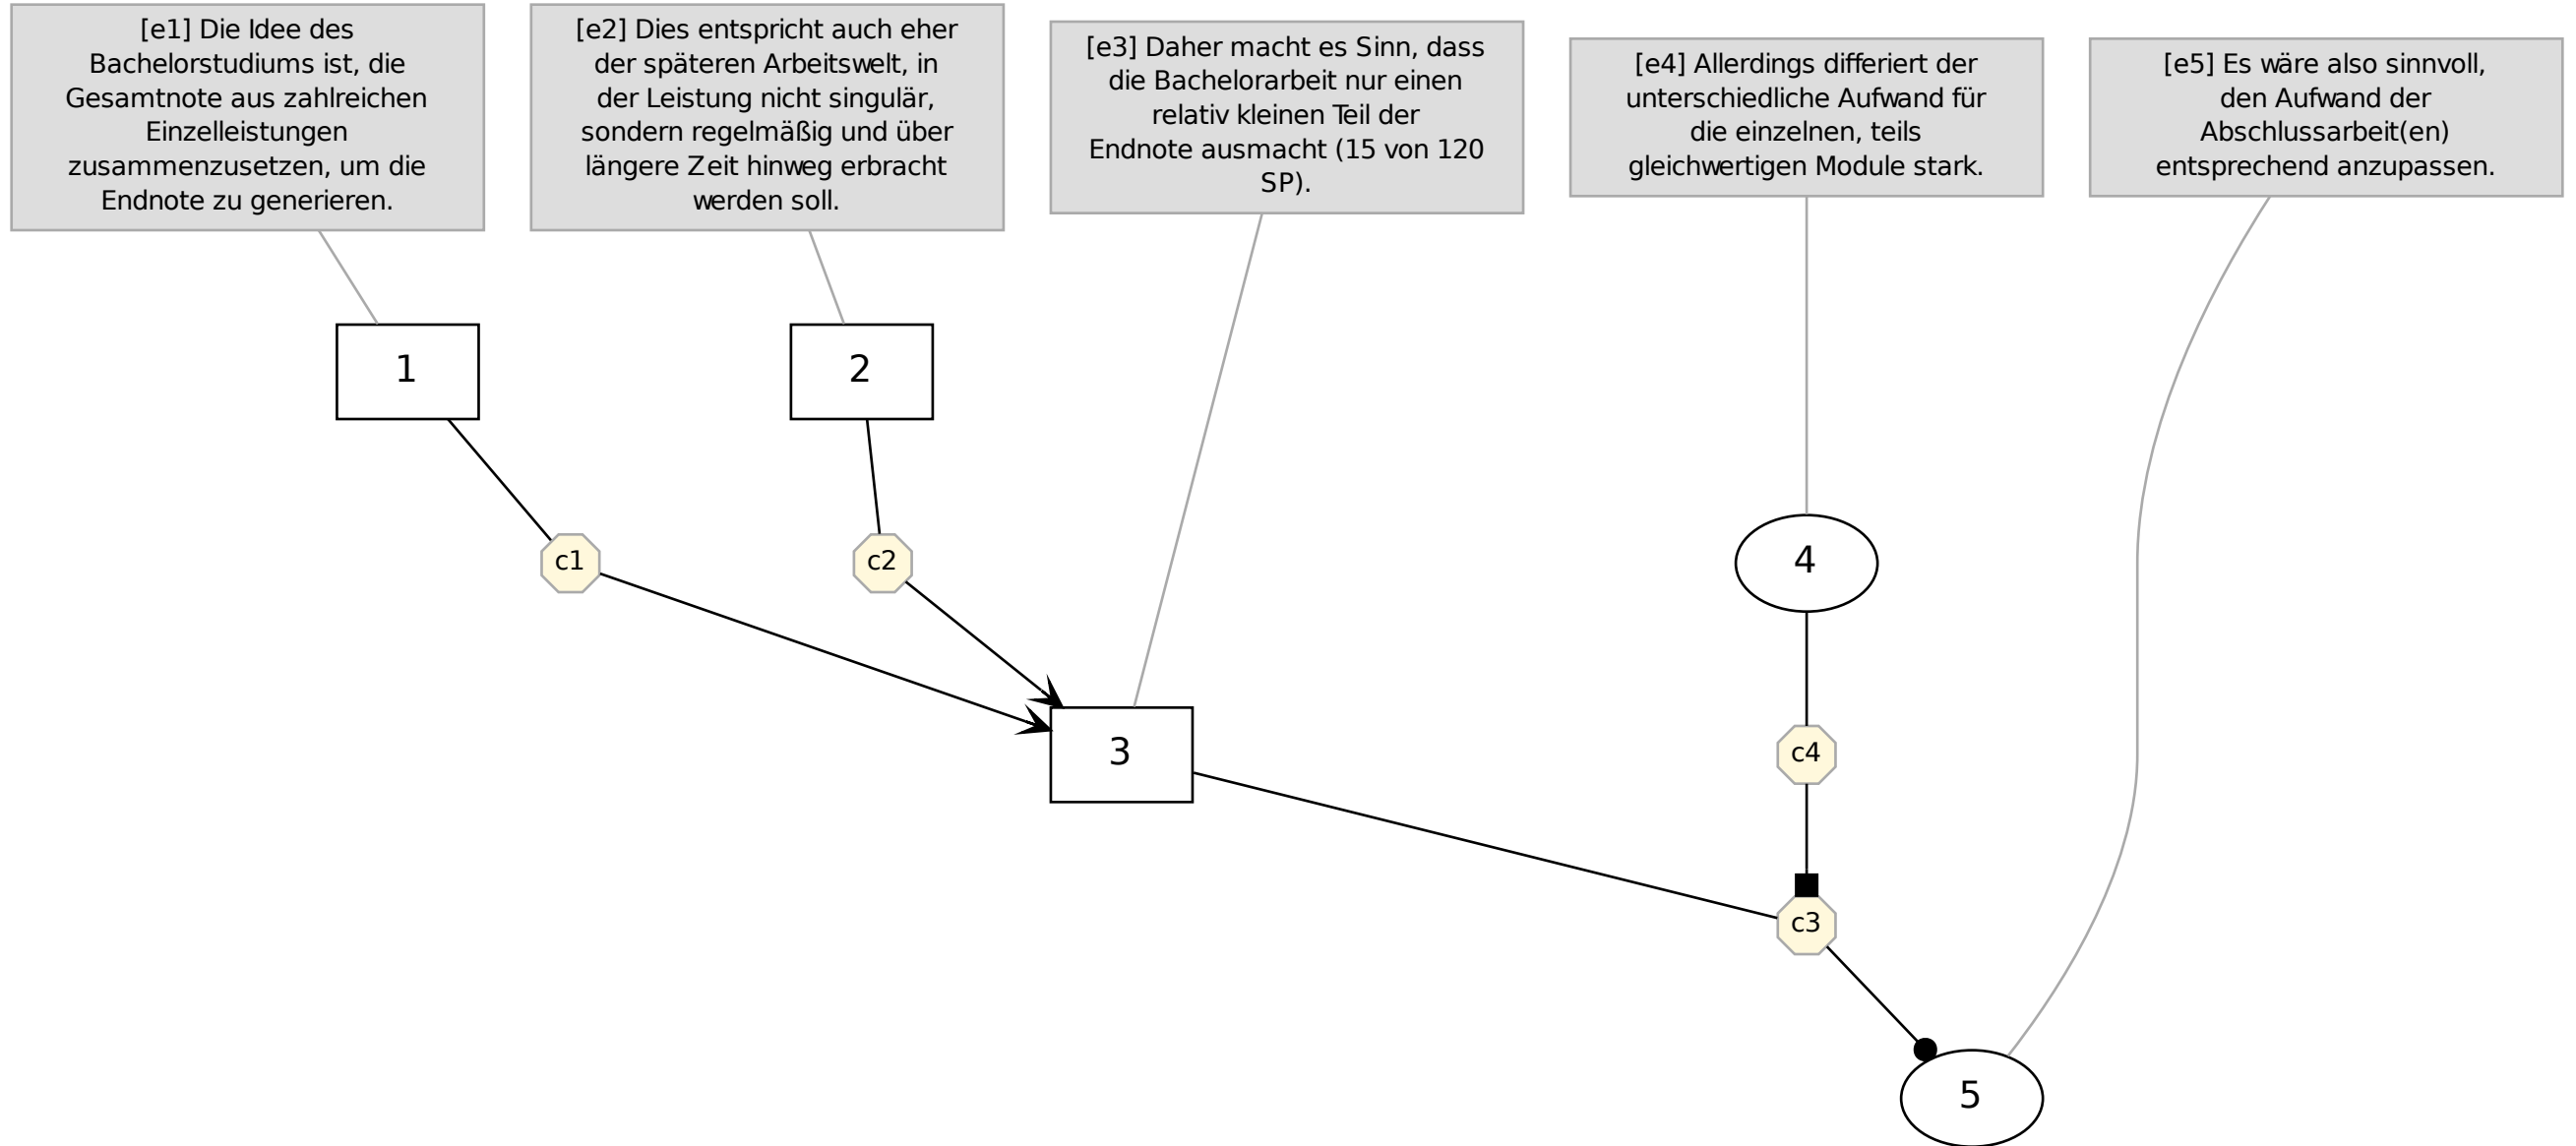 [e1] Die Idee des
Bachelorstudiums ist, die
Gesamtnote aus zahlreichen
Einzelleistungen
zusammenzusetzen, um die
Endnote zu generieren.
[e2] Dies entspricht auch eher
der späteren Arbeitswelt, in
der Leistung nicht singulär,
sondern regelmäßig und über
längere Zeit hinweg erbracht
werden soll.
[e3] Daher macht es Sinn, dass
die Bachelorarbeit nur einen
relativ kleinen Teil der
Endnote ausmacht (15 von 120
SP).
[e4] Allerdings differiert der
unterschiedliche Aufwand für
die einzelnen, teils
gleichwertigen Module stark.
[e5] Es wäre also sinnvoll,
den Aufwand der
Abschlussarbeit(en)
entsprechend anzupassen.
1
2
c1
c2
4
3
c4
c3
5